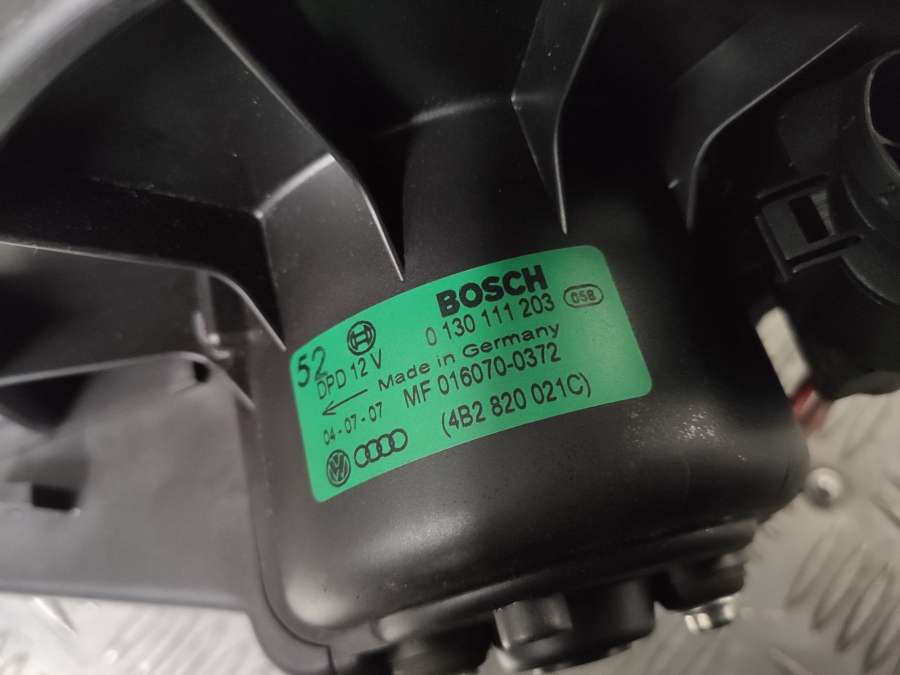 BOSCH
52
DPD 12 V 0 130 111 203 058
Made in Germany
04-07-07 MF 016070-0372
(4B2 820 021C)